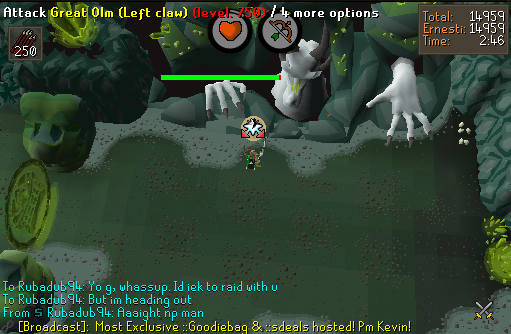 Attack Great Olm (Left claw) (level, 750) / 4 more options
250
Total: 14959
Ernestr: 14959
Time: 2:46
To Rubadub94: Yo g, whassup. Id iek to raid with u
To Rubadub94: But im heading out
From S Rubadub94: Aaaight np man
[Broadcast]: Most Exclusive ::Goodiebag & ::sdeals hosted! Pm Kevin!